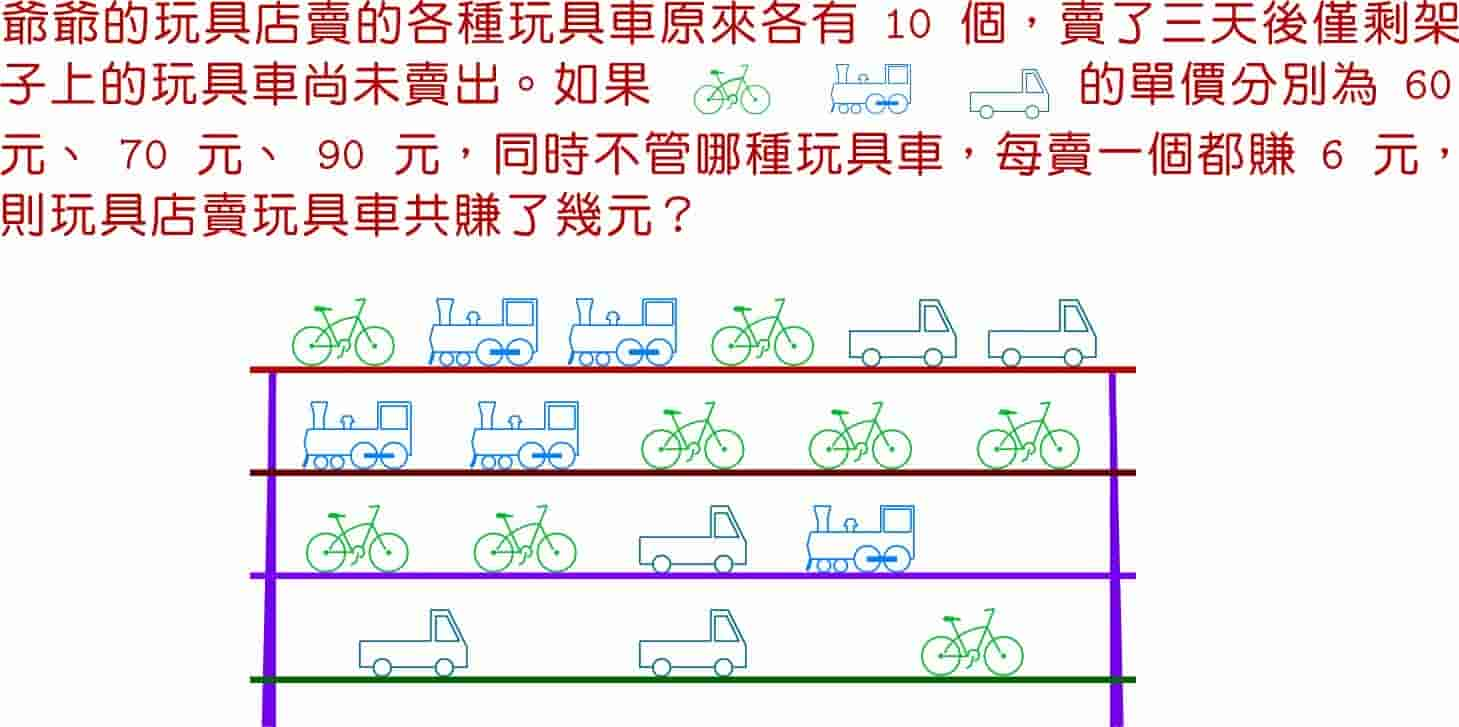 爺爺的玩具店賣的各種玩具車原來各有 10 個，賣了三天後僅剩架
子上的玩具車尚未賣出。如果 的單價分別為 60
元、 70 元、 90 元，同時不管哪種玩具車，每賣一個都賺 6 元，
則玩具店賣玩具車共賺了幾元？